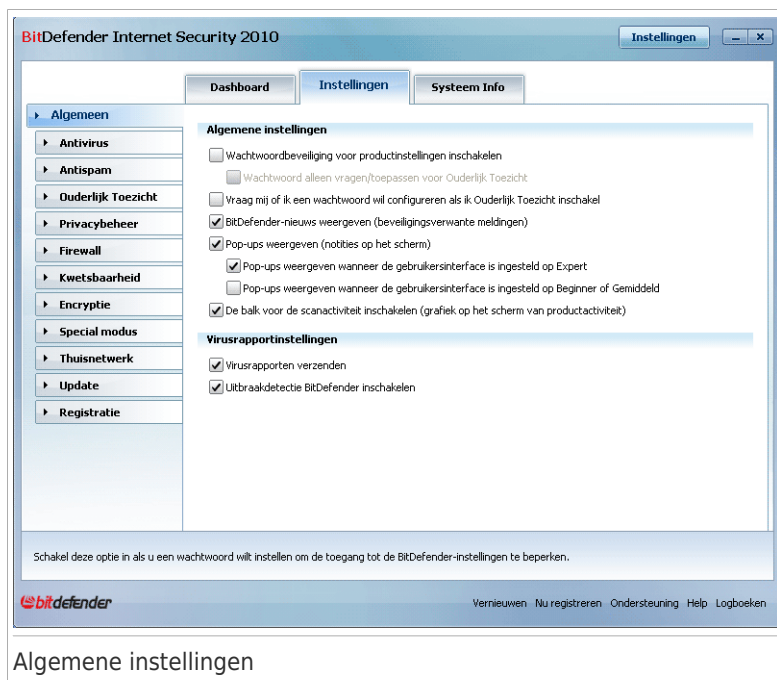 BitDefender Internet Security 2010
Instellingen
Dashboard
Instellingen
Systeem Info
Algemeen
Antivirus
Antispam
Ouderlijk Toezicht
Privacybeheer
Firewall
Kwetsbaarheid
Encryptie
Special modus
Thuisnetwerk
Update
Registratie
Algemene instellingen
Wachtwoordbeveiliging voor productinstellingen inschakelen
Wachtwoord alleen vragen/toepassen voor Ouderlijk Toezicht
Vraag mij of ik een wachtwoord wil configureren als ik Ouderlijk Toezicht inschakel
BitDefender-nieuws weergeven (beveiligingsverwante meldingen)
Pop-ups weergeven (notities op het scherm)
Pop-ups weergeven wanneer de gebruikersinterface is ingesteld op Expert
Pop-ups weergeven wanneer de gebruikersinterface is ingesteld op Beginner of Gemiddeld
De balk voor de scanactiviteit inschakelen (grafiek op het scherm van productactiviteit)
Virusrapportinstellingen
Virusrapporten verzenden
Uitbraakdetectie BitDefender inschakelen
Schakel deze optie in als u een wachtwoord wilt instellen om de toegang tot de BitDefender-instellingen te beperken.
bitdefender
Vernieuwen Nu registreren Ondersteuning Help Logboeken
Algemene instellingen